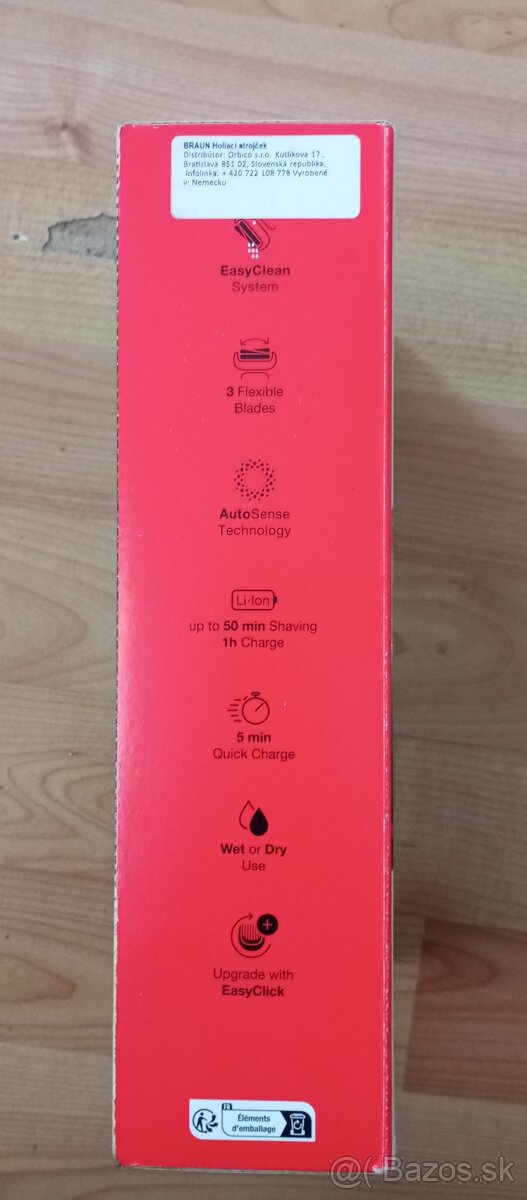 BRAUN Holiaci strojček
Distribútor: Orbico s.r.o. Kutlíkova 17.,
Bratislava 851 02, Slovenská republika,
Infolinka: + 420 722 108 778 Vyrobené
v: Nemecku
EasyClean
System
3 Flexible
Blades
AutoSense
Technology
Li-Ion
up to 50 min Shaving
1h Charge
5 min
Quick Charge
Wet or Dry
Use
Upgrade with
EasyClick
FR
Éléments
d'emballage
@ Bazos.sk